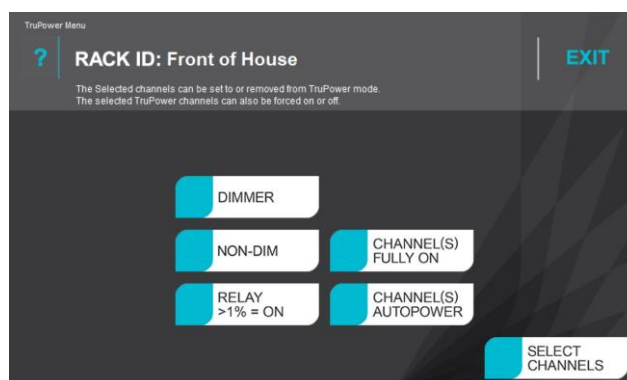 TruPower Menu
?
RACK ID: Front of House
EXIT
The Selected channels can be set to or removed from TruPower mode.
The selected TruPower channels can also be forced on or off.
DIMMER
NON-DIM
CHANNEL(S)
FULLY ON
RELAY
>1% = ON
CHANNEL(S)
AUTOPOWER
SELECT
CHANNELS